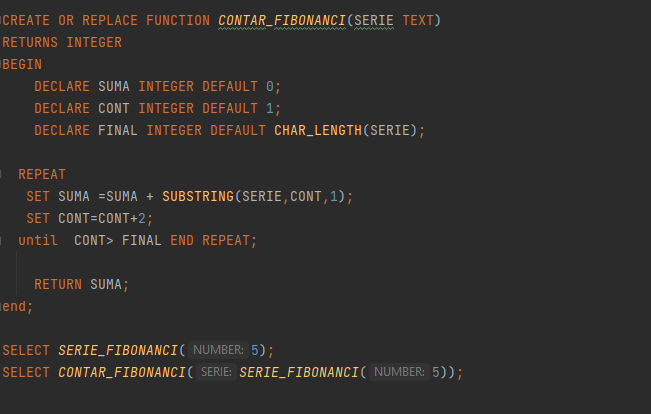 CREATE OR REPLACE FUNCTION CONTAR_FIBONANCI(SERIE TEXT)
RETURNS INTEGER
BEGIN
DECLARE SUMA INTEGER DEFAULT 0;
DECLARE CONT INTEGER DEFAULT 1;
DECLARE FINAL INTEGER DEFAULT CHAR_LENGTH(SERIE);
REPEAT
SET SUMA =SUMA + SUBSTRING(SERIE,CONT,1);
SET CONT=CONT+2;
until CONT> FINAL END REPEAT;
RETURN SUMA;
end;
SELECT SERIE_FIBONANCI( NUMBER: 5);
SELECT CONTAR_FIBONANCI( SERIE: SERIE_FIBONANCI( NUMBER: 5));